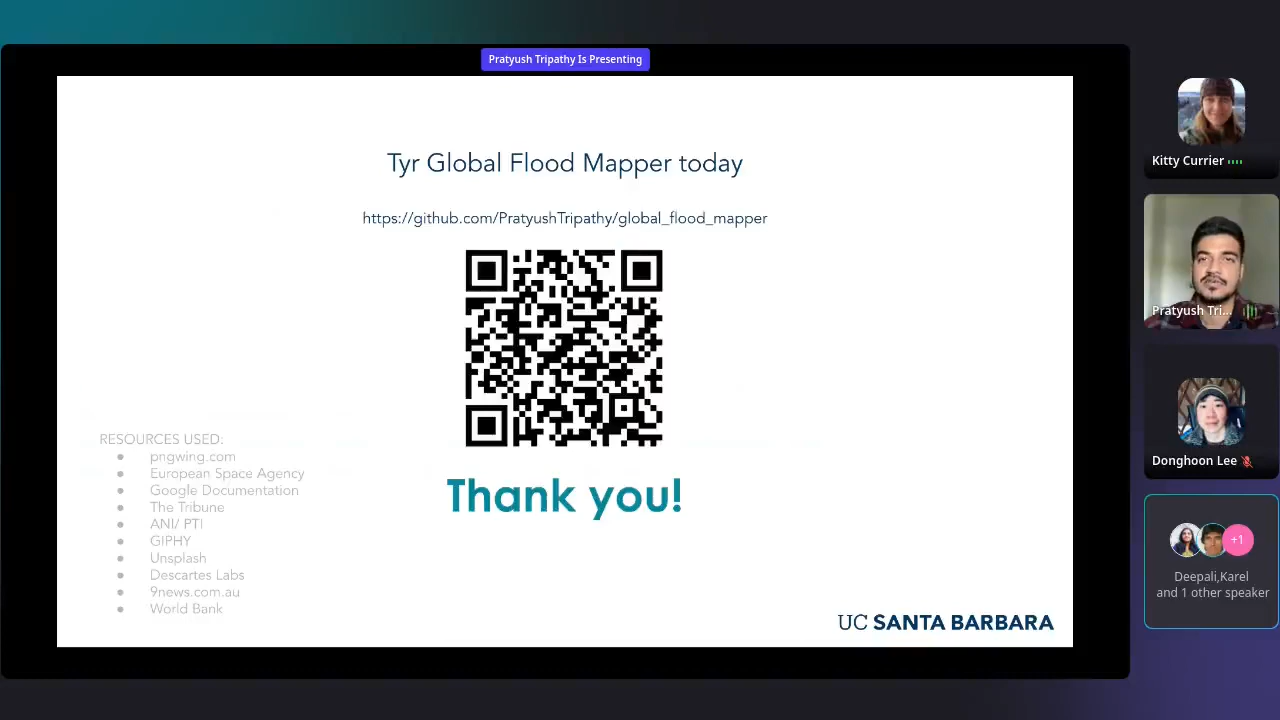 Pratyush Tripathy Is Presenting
Tyr Global Flood Mapper today
https://github.com/PratyushTripathy/global_flood_mapper
Thank you!
RESOURCES USED:
● pngwing.com
● European Space Agency
● Google Documentation
● The Tribune
● ANI/ PTI
● GIPHY
● Unsplash
● Descartes Labs
● 9news.com.au
● World Bank
UC SANTA BARBARA
Kitty Currier
Pratyush Tri...
Donghoon Lee
+1
Deepali,Karel
and 1 other speaker